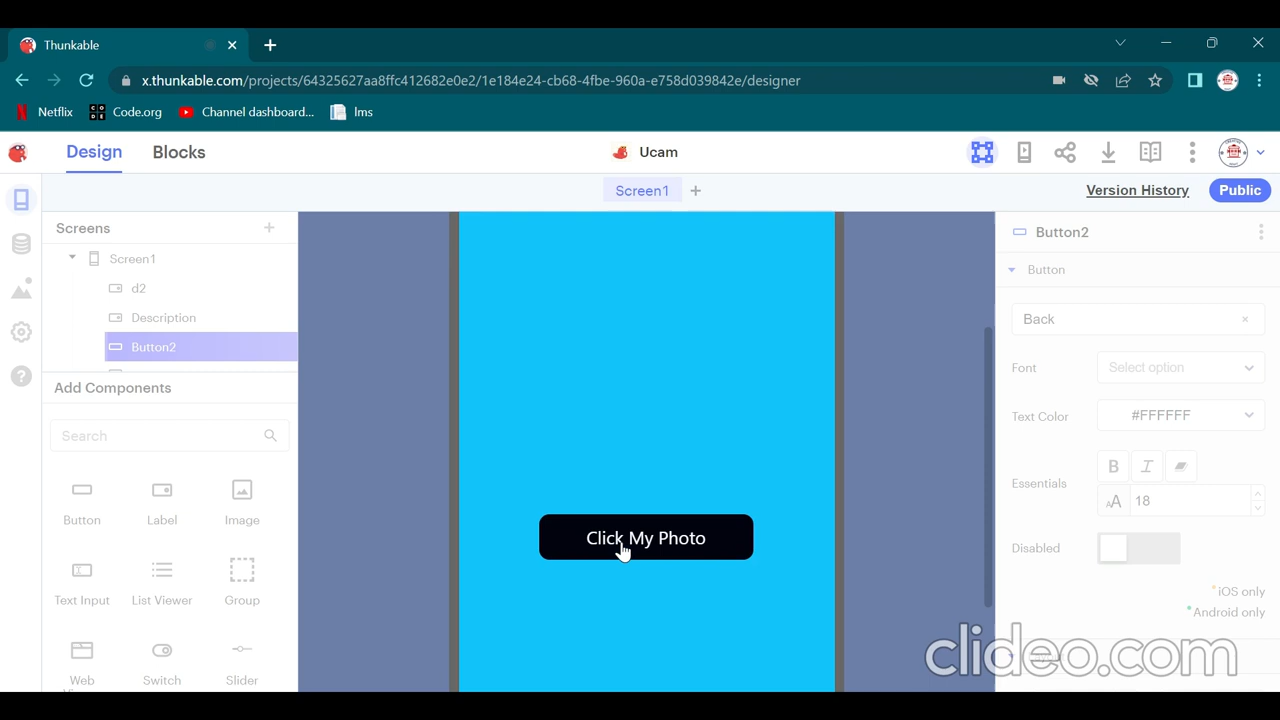 Thunkable
x.thunkable.com/projects/64325627aa8ffc412682e0e2/1e184e24-cb68-4fbe-960a-e758d039842e/designer
Netflix
Code.org
Channel dashboard...
lms
Design
Blocks
Ucam
Screen1
Version History
Public
Screens
Screen1
d2
Description
Button2
Add Components
Search
Button
Label
Image
Text Input
List Viewer
Group
Web
Switch
Slider
Click My Photo
Button2
Button
Back
Font
Select option
Text Color
#FFFFFF
Essentials
B
I
AA
18
Disabled
*iOS only
*Android only
clideo.com